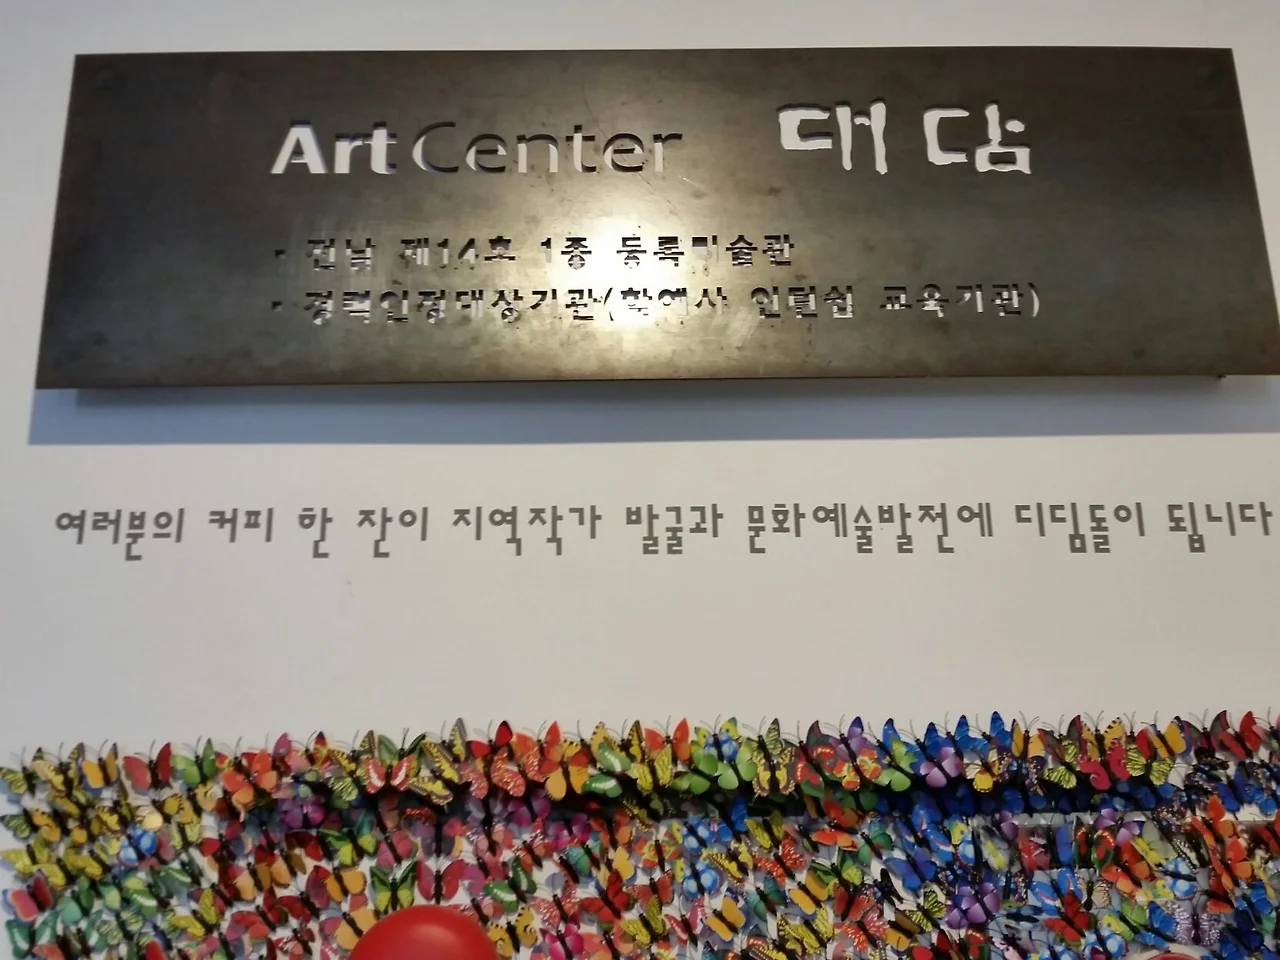 Art Center 대담
- 전남 제14호 1종 등록미술관
- 경력인정대상기관(학예사 인턴쉽 교육기관)
여러분의 커피 한 잔이 지역작가 발굴과 문화예술발전에 디딤돌이 됩니다